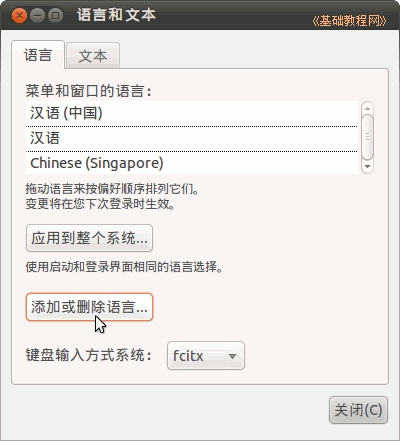 语言和文本
《基础教程网》
语言
文本
菜单和窗口的语言：
汉语 (中国)
汉语
Chinese (Singapore)
拖动语言来按偏好顺序排列它们。
变更将在您下次登录时生效。
应用到整个系统...
使用启动和登录界面相同的语言选择。
添加或删除语言...
键盘输入方式系统：
fcitx
关闭(C)